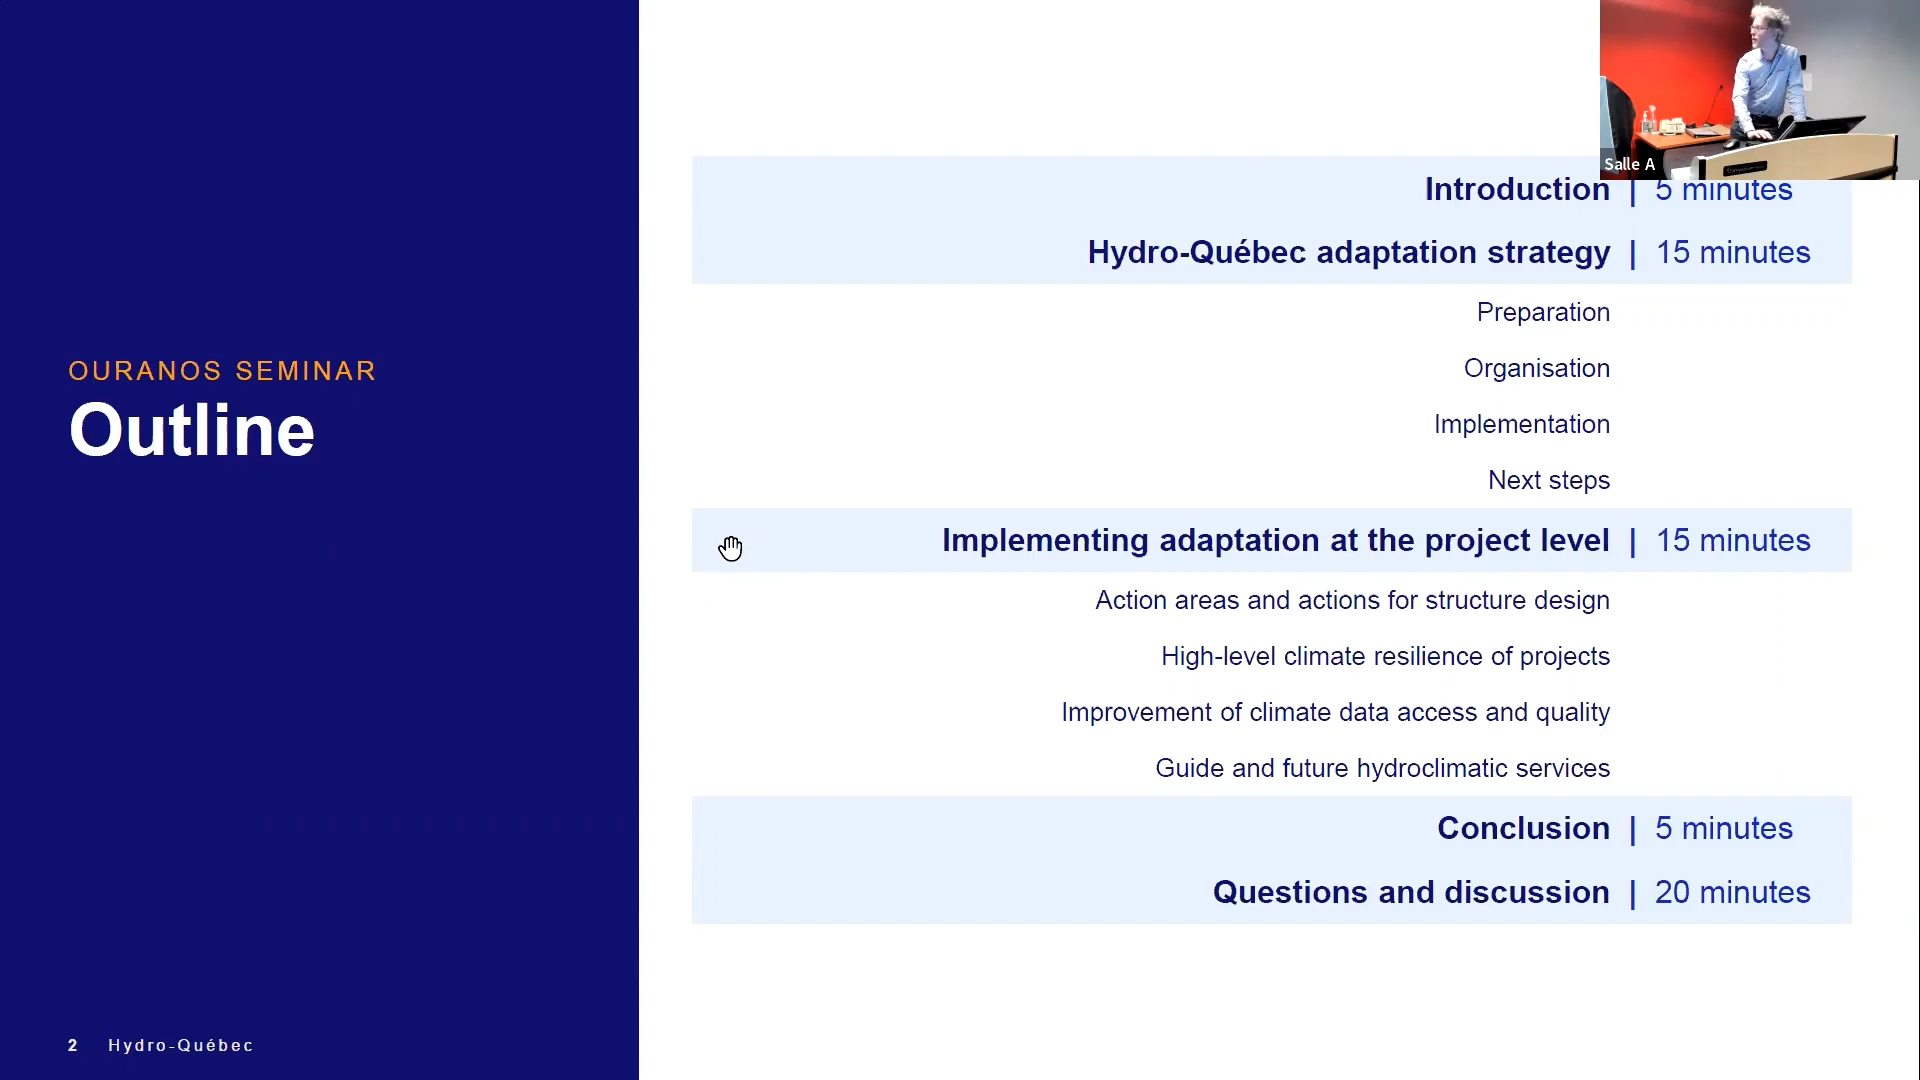 Salle A
OURANOS SEMINAR
Outline
Introduction | 5 minutes
Hydro-Québec adaptation strategy | 15 minutes
Preparation
Organisation
Implementation
Next steps
Implementing adaptation at the project level | 15 minutes
Action areas and actions for structure design
High-level climate resilience of projects
Improvement of climate data access and quality
Guide and future hydroclimatic services
Conclusion | 5 minutes
Questions and discussion | 20 minutes
2 Hydro-Québec